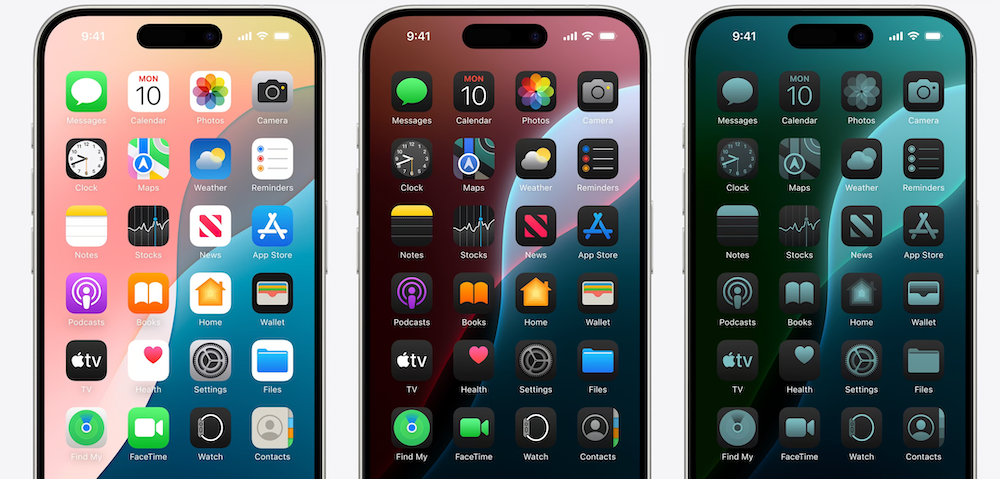 9:41
MON
10
Messages Calendar Photos Camera
Clock Maps Weather Reminders
Notes Stocks News App Store
Podcasts Books Home Wallet
tv
TV Health Settings Files
Find My FaceTime Watch Contacts
9:41
MON
10
Messages Calendar Photos Camera
Clock Maps Weather Reminders
Notes Stocks News App Store
Podcasts Books Home Wallet
tv
TV Health Settings Files
Find My FaceTime Watch Contacts
9:41
MON
10
Messages Calendar Photos Camera
Clock Maps Weather Reminders
Notes Stocks News App Store
Podcasts Books Home Wallet
tv
TV Health Settings Files
Find My FaceTime Watch Contacts